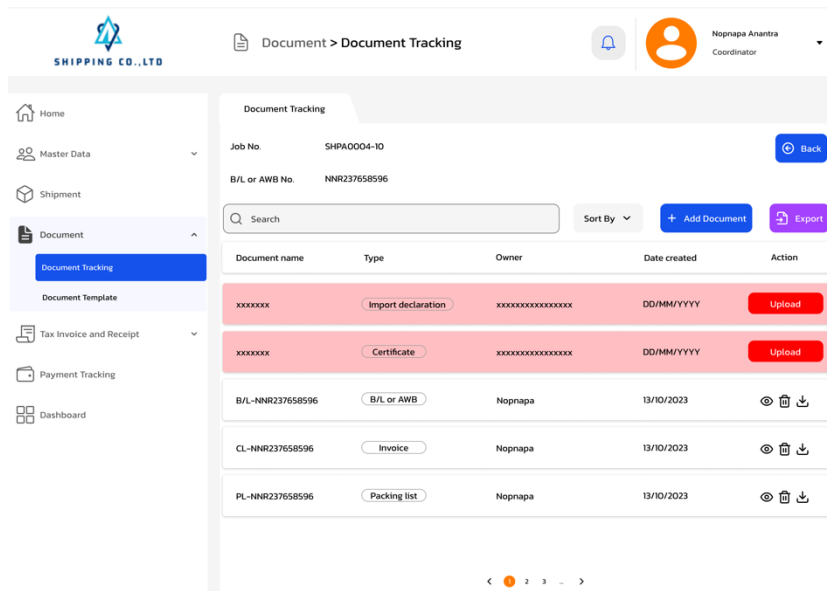 SHIPPING CO.,LTD
Document > Document Tracking
Nopnapa Anantra
Coordinator
Home
Master Data
Shipment
Document
Document Tracking
Document Template
Tax Invoice and Receipt
Payment Tracking
Dashboard
Document Tracking
Job No. SHPA0004-10
Back
B/L or AWB No. NNR237658596
Search
Sort By
+ Add Document
Export
Document name Type Owner Date created Action
xxxxxxx Import declaration xxxxxxxxxxxxxxxx DD/MM/YYYY Upload
xxxxxxx Certificate xxxxxxxxxxxxxxxx DD/MM/YYYY Upload
B/L-NNR237658596 B/L or AWB Nopnapa 13/10/2023
CL-NNR237658596 Invoice Nopnapa 13/10/2023
PL-NNR237658596 Packing list Nopnapa 13/10/2023
< 1 2 3 ... >